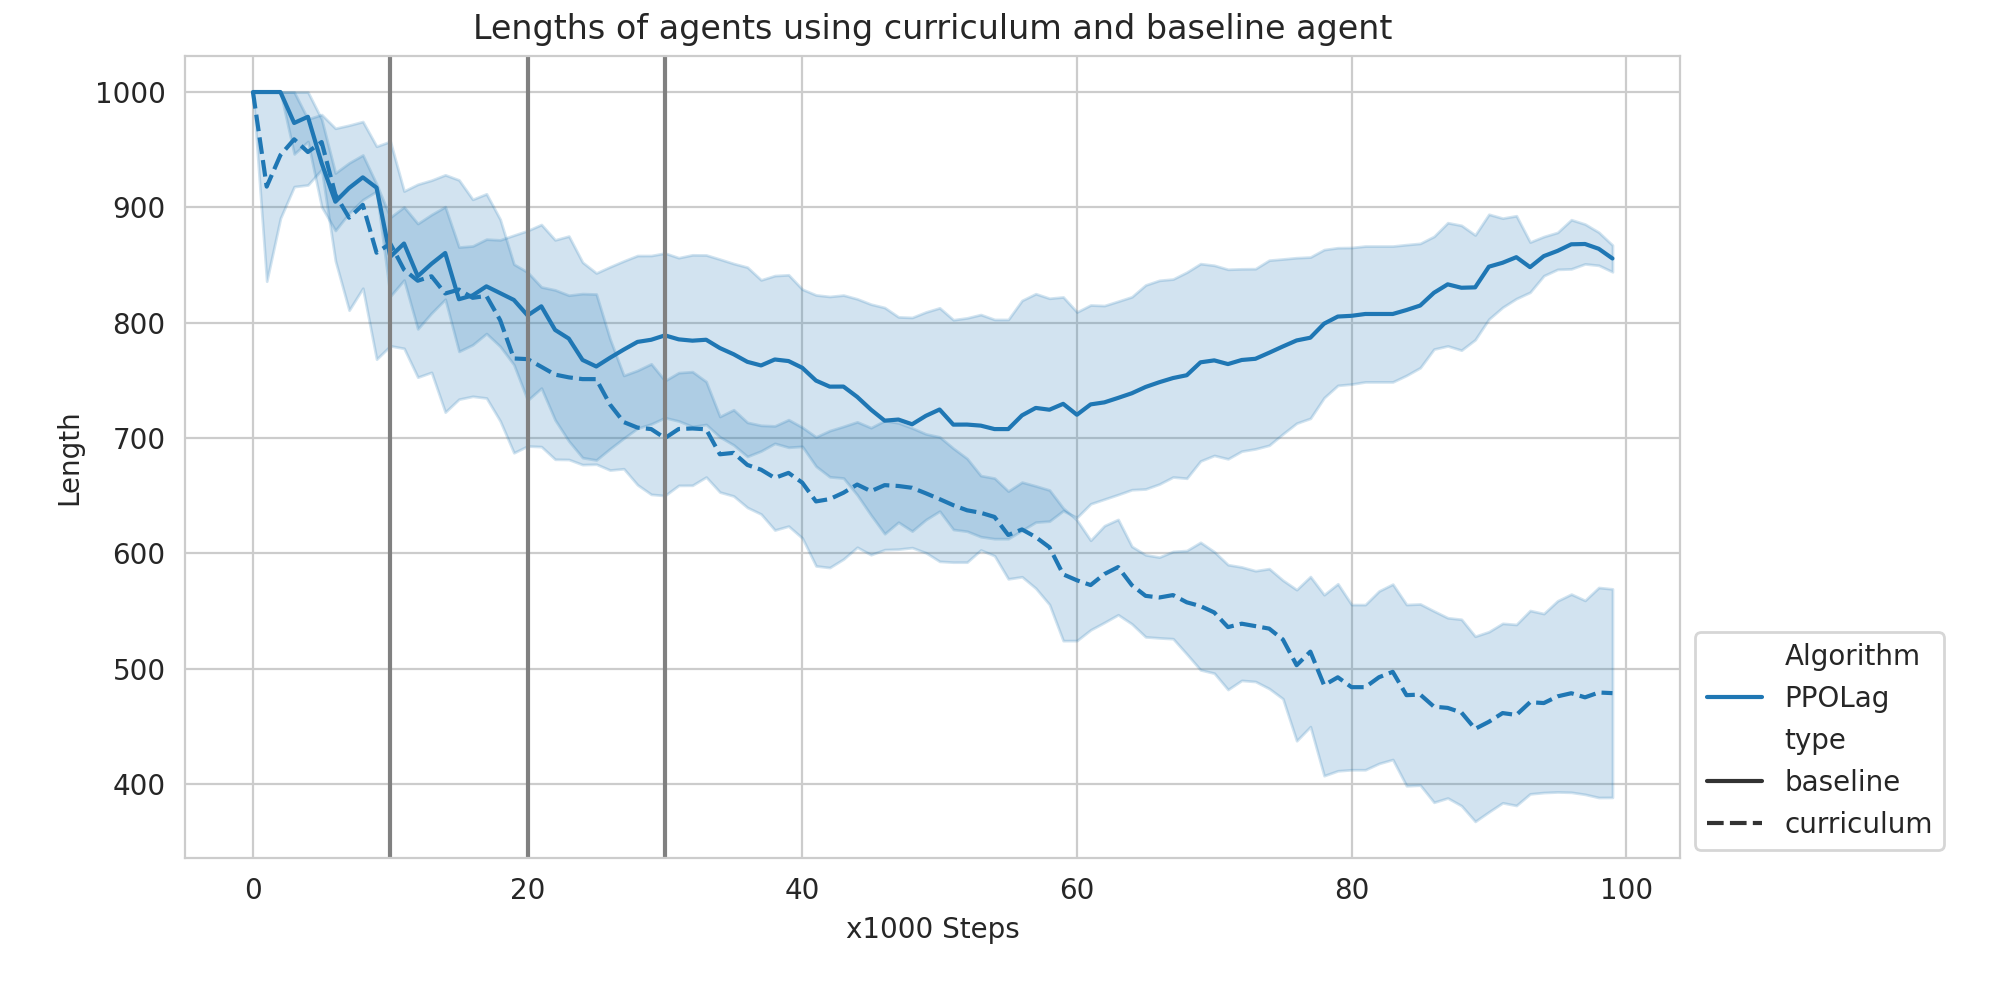 Lengths of agents using curriculum and baseline agent
1000
900
800
700
600
500
400
Length
0
20
40
60
80
100
x1000 Steps
Algorithm
PPOLag
type
baseline
curriculum